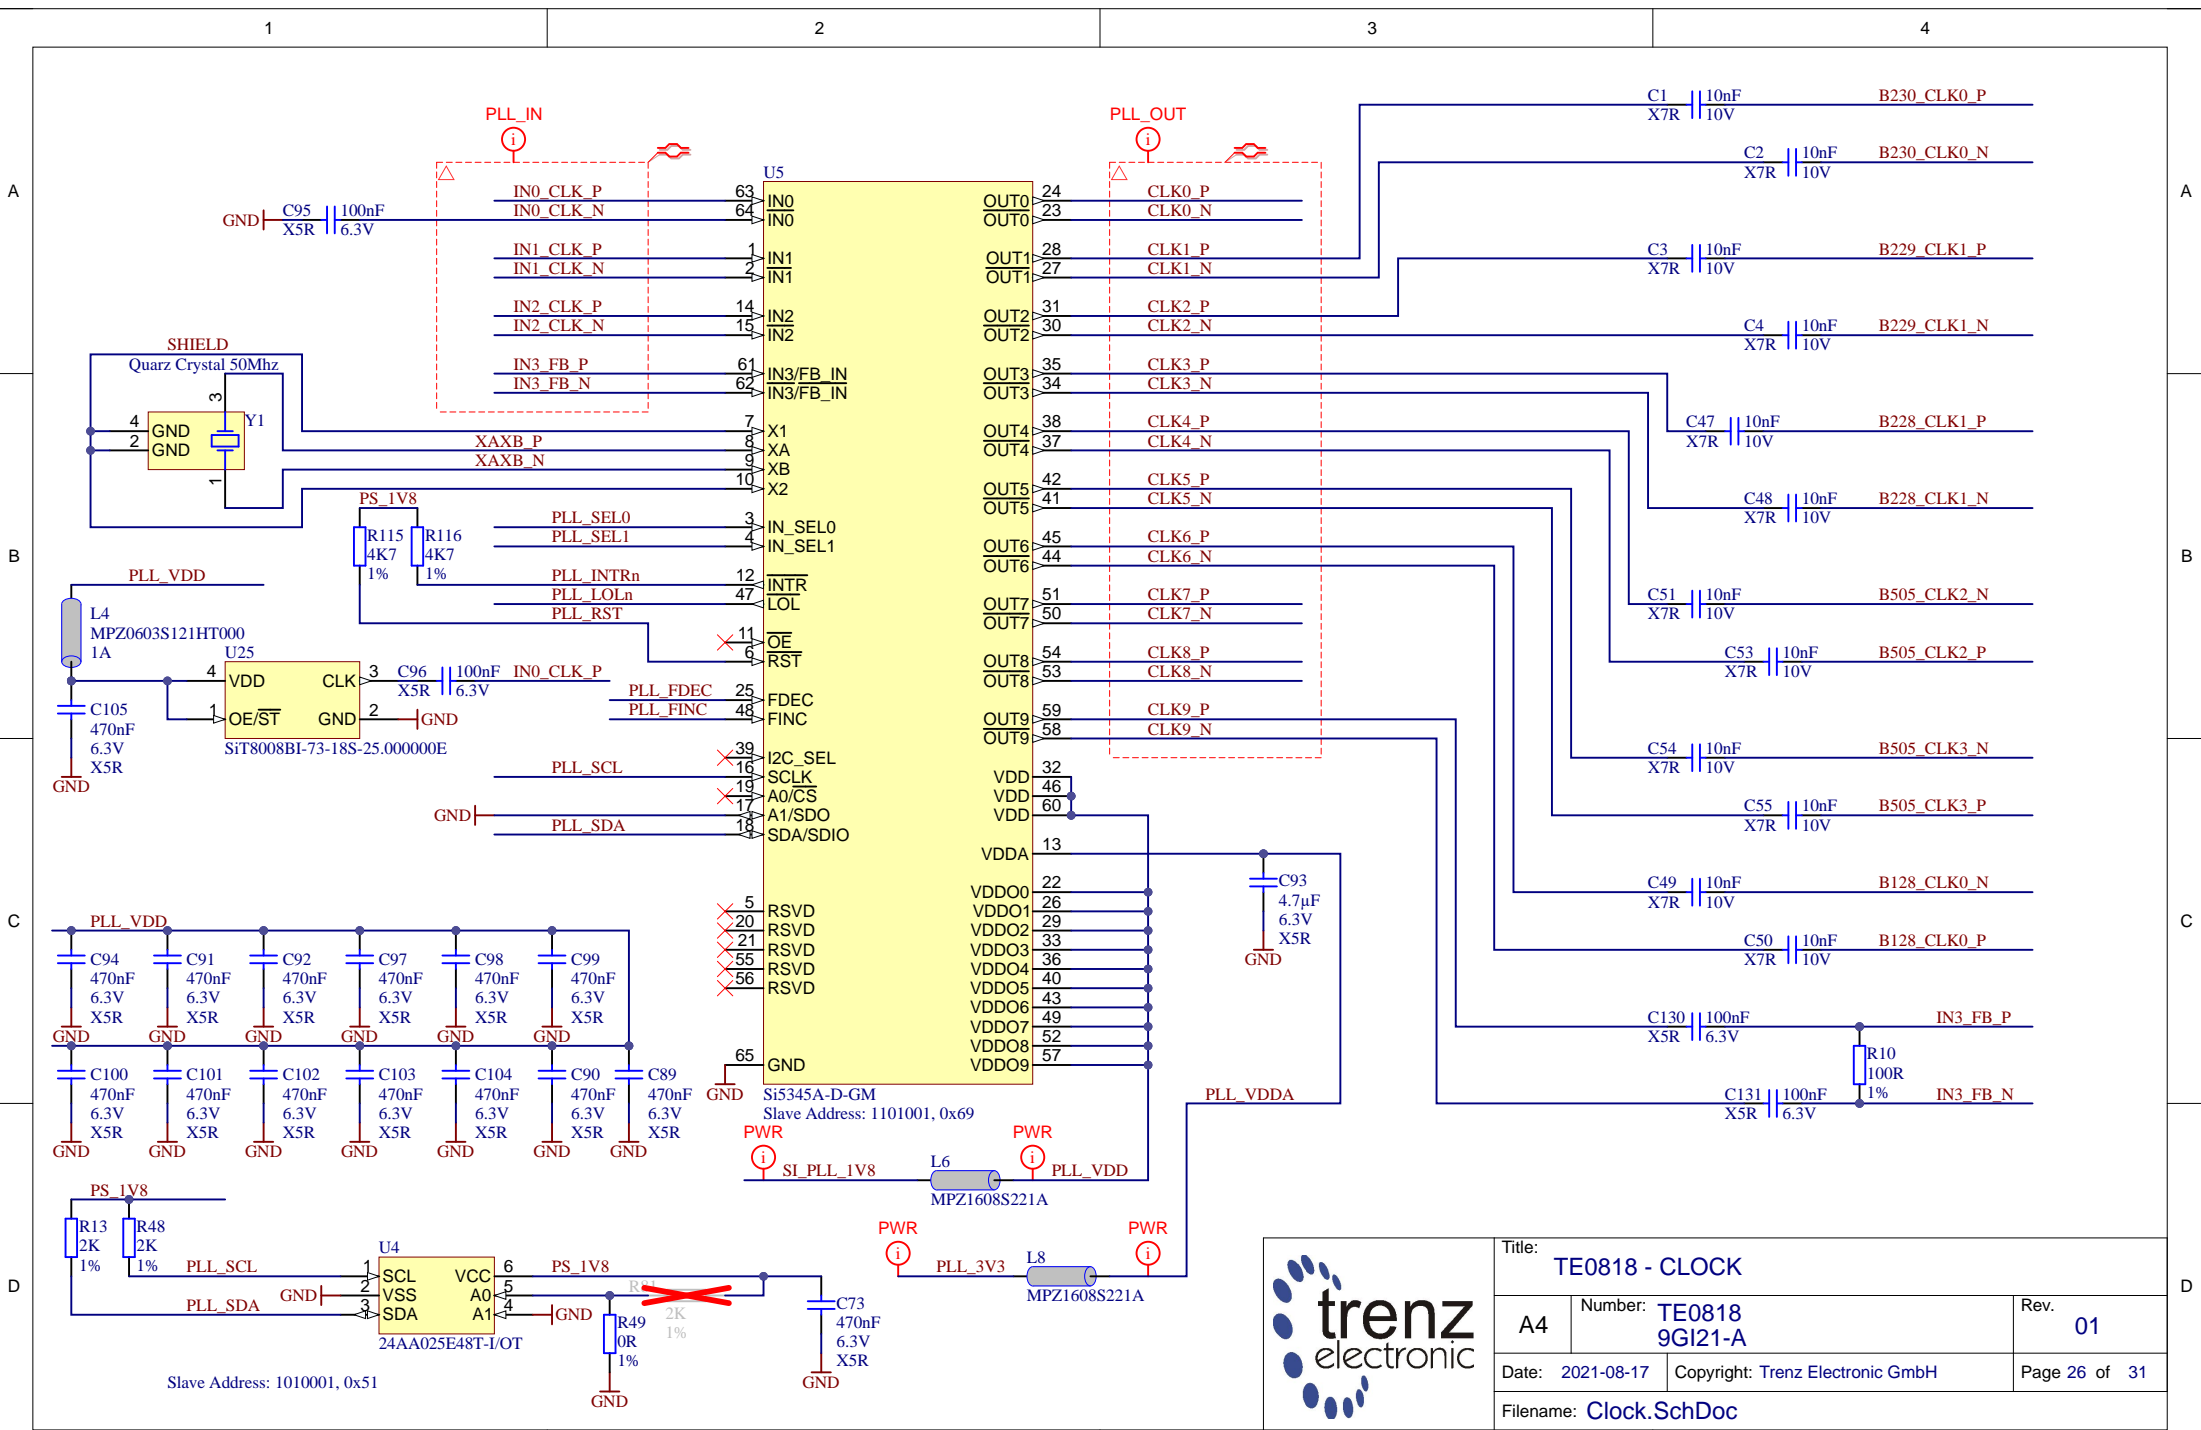 1 2 3 4
A
B
C
D
A
B
C
D
PLL_IN
i
IN0_CLK_P
IN0_CLK_N
GND
C95 100nF
X5R 6.3V
IN1_CLK_P
IN1_CLK_N
IN2_CLK_P
IN2_CLK_N
IN3_FB_P
IN3_FB_N
SHIELD
Quarz Crystal 50Mhz
3
4 GND
2 GND
Y1
1
XAXB_P
XAXB_N
PS_1V8
R115
4K7
1%
R116
4K7
1%
PLL_SEL0
PLL_SEL1
PLL_INTRn
PLL_LOLn
PLL_RST
PLL_VDD
L4
MPZ0603S121HT000
1A
U25
4 VDD CLK 3
1 OE/ST GND 2
GND
SiT8008BI-73-18S-25.000000E
C96 100nF
X5R 6.3V
IN0_CLK_P
C105
470nF
6.3V
X5R
GND
PLL_FDEC
PLL_FINC
PLL_SCL
GND
PLL_SDA
U5
63 IN0
64 IN0
1 IN1
2 IN1
14 IN2
15 IN2
61 IN3/FB_IN
62 IN3/FB_IN
7 X1
8 XA
9 XB
10 X2
3 IN_SEL0
4 IN_SEL1
12 INTR
47 LOL
11 OE
6 RST
25 FDEC
48 FINC
39 I2C_SEL
16 SCLK
19 A0/CS
17 A1/SDO
18 SDA/SDIO
5 RSVD
20 RSVD
21 RSVD
55 RSVD
56 RSVD
65 GND
GND
OUT0 24
OUT0 23
OUT1 28
OUT1 27
OUT2 31
OUT2 30
OUT3 35
OUT3 34
OUT4 38
OUT4 37
OUT5 42
OUT5 41
OUT6 45
OUT6 44
OUT7 51
OUT7 50
OUT8 54
OUT8 53
OUT9 59
OUT9 58
VDD 32
VDD 46
VDD 60
VDDA 13
VDDO0 22
VDDO1 26
VDDO2 29
VDDO3 33
VDDO4 36
VDDO5 40
VDDO6 43
VDDO7 49
VDDO8 52
VDDO9 57
Si5345A-D-GM
Slave Address: 1101001, 0x69
PLL_OUT
i
CLK0_P
CLK0_N
CLK1_P
CLK1_N
CLK2_P
CLK2_N
CLK3_P
CLK3_N
CLK4_P
CLK4_N
CLK5_P
CLK5_N
CLK6_P
CLK6_N
CLK7_P
CLK7_N
CLK8_P
CLK8_N
CLK9_P
CLK9_N
C1 10nF B230_CLK0_P
X7R 10V
C2 10nF B230_CLK0_N
X7R 10V
C3 10nF B229_CLK1_P
X7R 10V
C4 10nF B229_CLK1_N
X7R 10V
C47 10nF B228_CLK1_P
X7R 10V
C48 10nF B228_CLK1_N
X7R 10V
C51 10nF B505_CLK2_N
X7R 10V
C53 10nF B505_CLK2_P
X7R 10V
C54 10nF B505_CLK3_N
X7R 10V
C55 10nF B505_CLK3_P
X7R 10V
C49 10nF B128_CLK0_N
X7R 10V
C50 10nF B128_CLK0_P
X7R 10V
C130 100nF IN3_FB_P
X5R 6.3V
R10
100R
1%
C131 100nF IN3_FB_N
X5R 6.3V
C93
4.7µF
6.3V
X5R
GND
PLL_VDDA
PLL_VDD
C94 C91 C92 C97 C98 C99
470nF 470nF 470nF 470nF 470nF 470nF
6.3V 6.3V 6.3V 6.3V 6.3V 6.3V
X5R X5R X5R X5R X5R X5R
GND GND GND GND GND GND
C100 C101 C102 C103 C104 C90 C89
470nF 470nF 470nF 470nF 470nF 470nF 470nF
6.3V 6.3V 6.3V 6.3V 6.3V 6.3V 6.3V
X5R X5R X5R X5R X5R X5R X5R
GND GND GND GND GND GND GND
PWR PWR
i i
SI_PLL_1V8 L6 PLL_VDD
MPZ1608S221A
PWR PWR
i i
PLL_3V3 L8
MPZ1608S221A
PS_1V8
R13
2K
1%
R48
2K
1%
PLL_SCL
GND
PLL_SDA
U4
1 SCL VCC 6
2 VSS A0 5
3 SDA A1 4
24AA025E48T-I/OT
PS_1V8
GND
2K
1%
R49
0R
1%
GND
C73
470nF
6.3V
X5R
GND
Slave Address: 1010001, 0x51
trenz
electronic
Title:
TE0818 - CLOCK
A4
Number: TE0818
9GI21-A
Rev.
01
Date: 2021-08-17 Copyright: Trenz Electronic GmbH Page 26 of 31
Filename: Clock.SchDoc